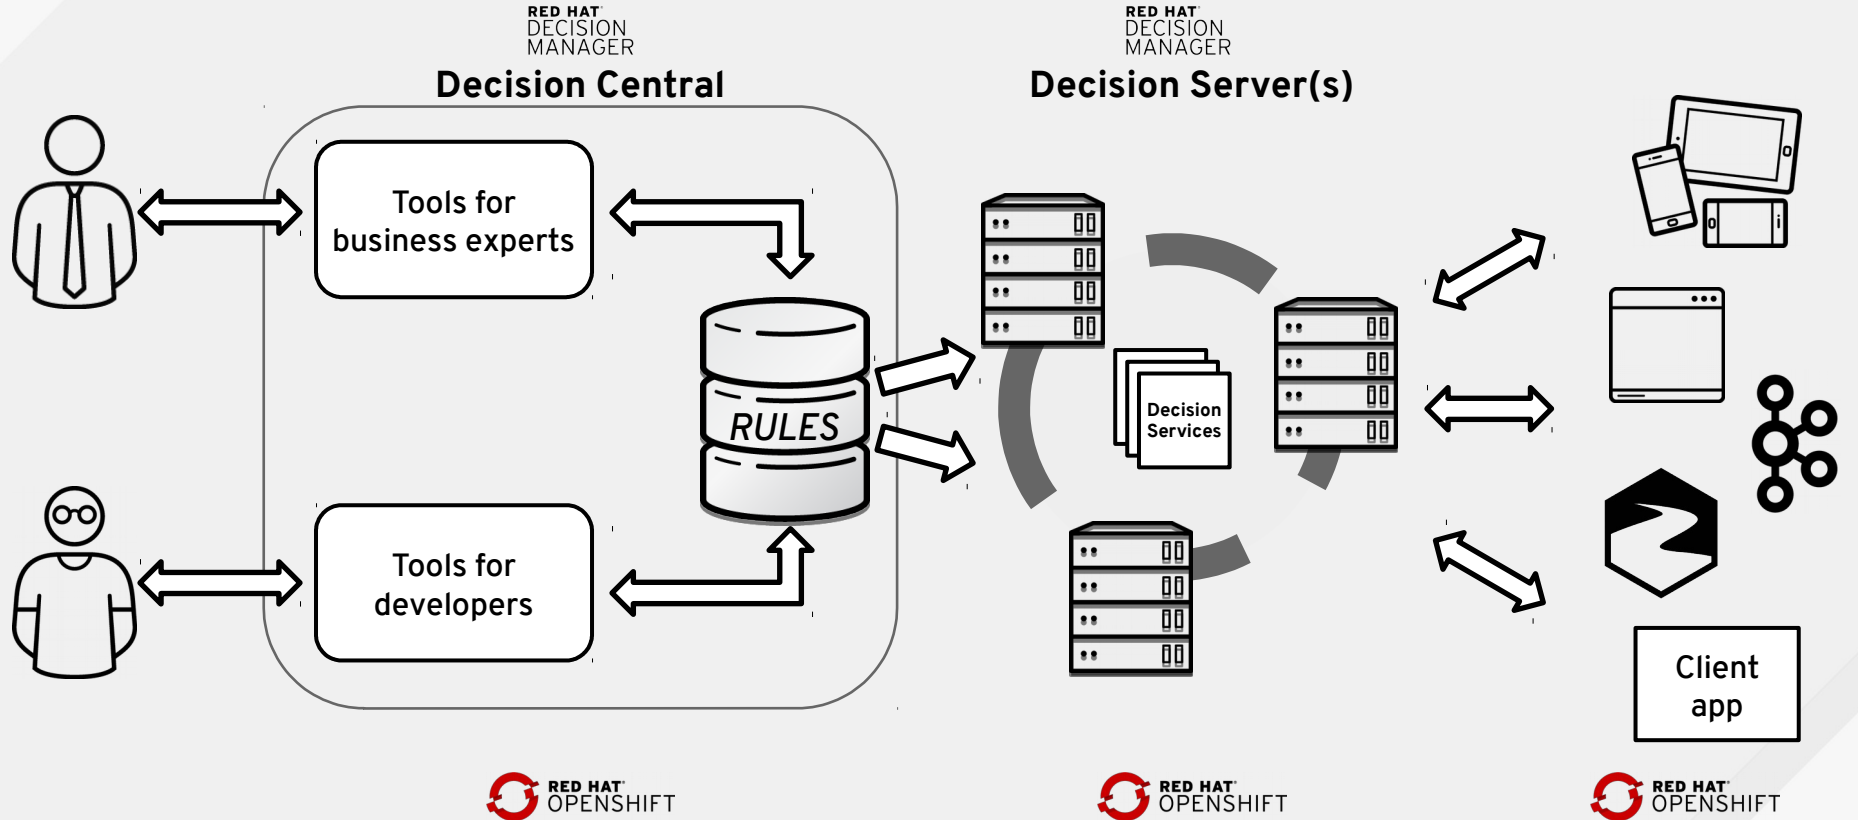 RED HAT®
DECISION
MANAGER
Decision Central
RED HAT®
DECISION
MANAGER
Decision Server(s)
Tools for
business experts
RULES
Tools for
developers
Decision
Services
Client
app
RED HAT®
OPENSHIFT
RED HAT®
OPENSHIFT
RED HAT®
OPENSHIFT